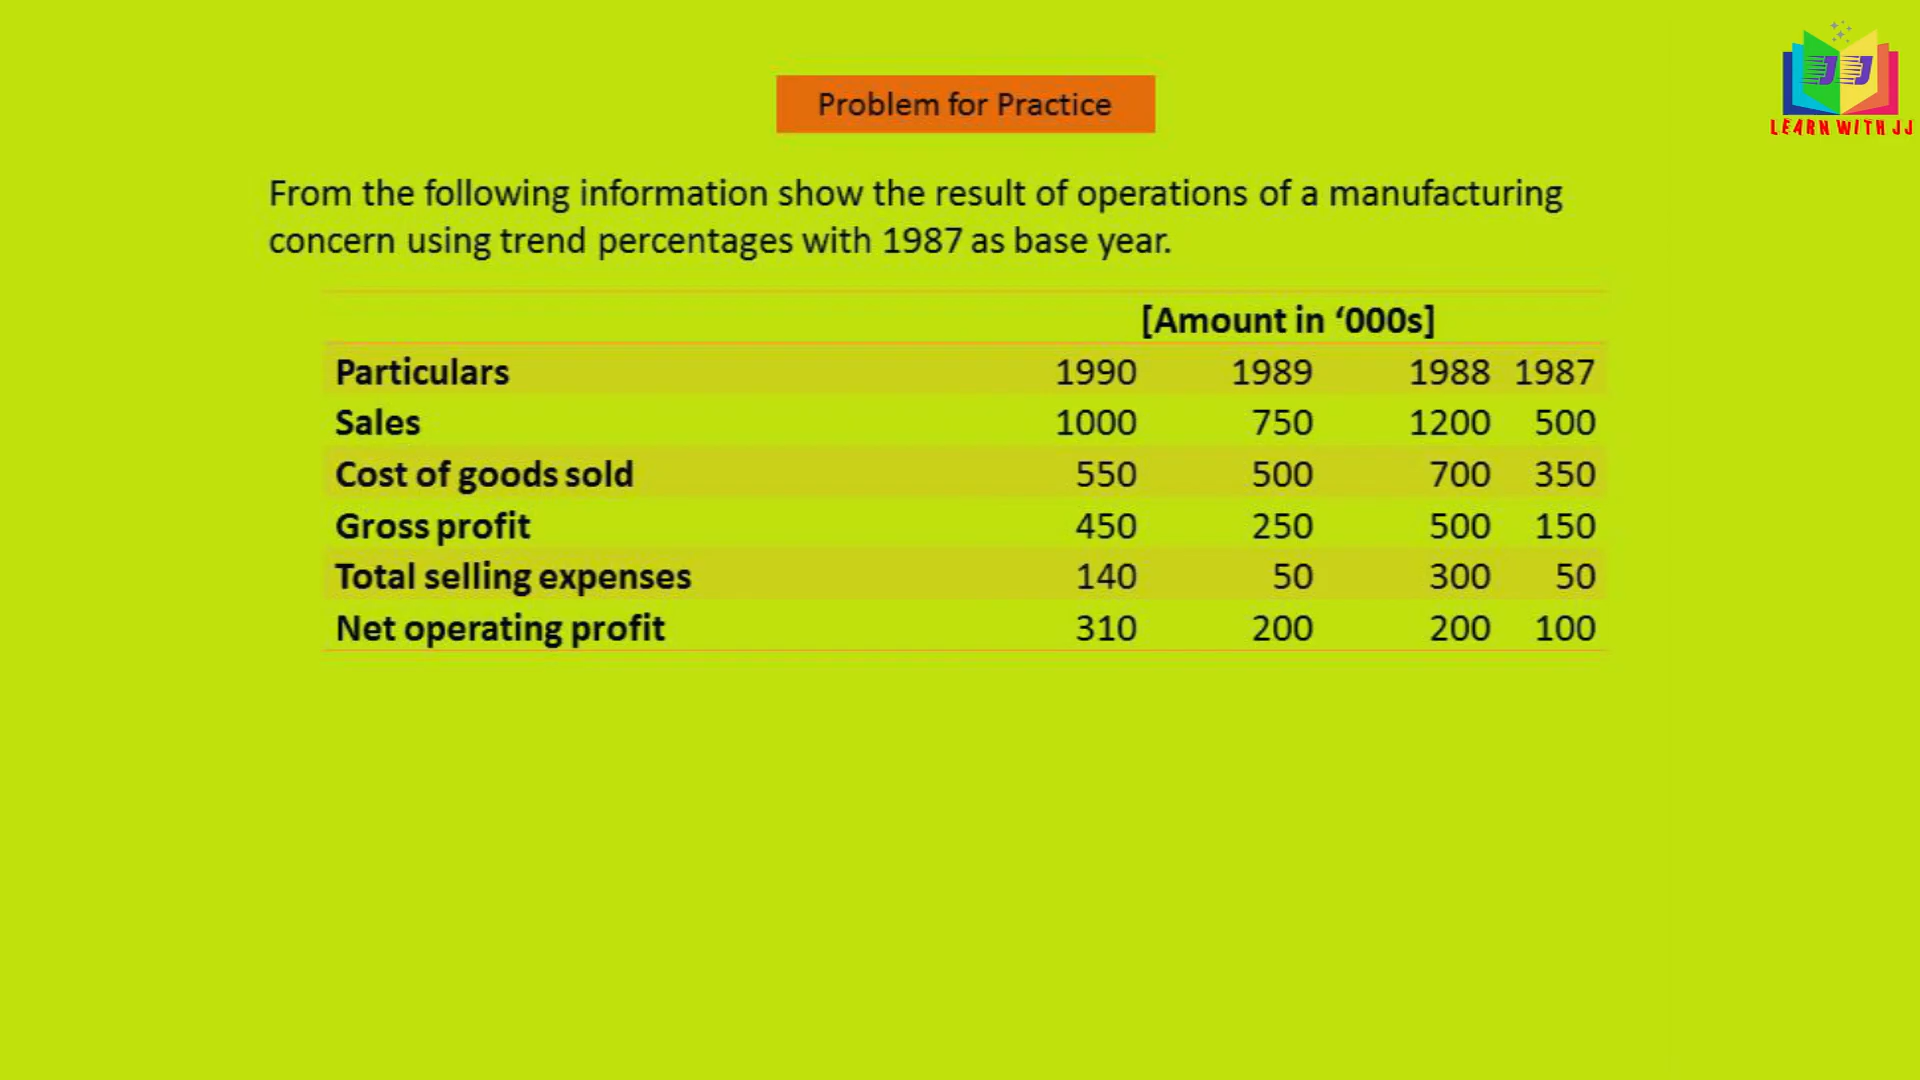 Problem for Practice
LEARN WITH JJ
From the following information show the result of operations of a manufacturing
concern using trend percentages with 1987 as base year.
[Amount in ‘000s]
Particulars 1990 1989 1988 1987
Sales 1000 750 1200 500
Cost of goods sold 550 500 700 350
Gross profit 450 250 500 150
Total selling expenses 140 50 300 50
Net operating profit 310 200 200 100